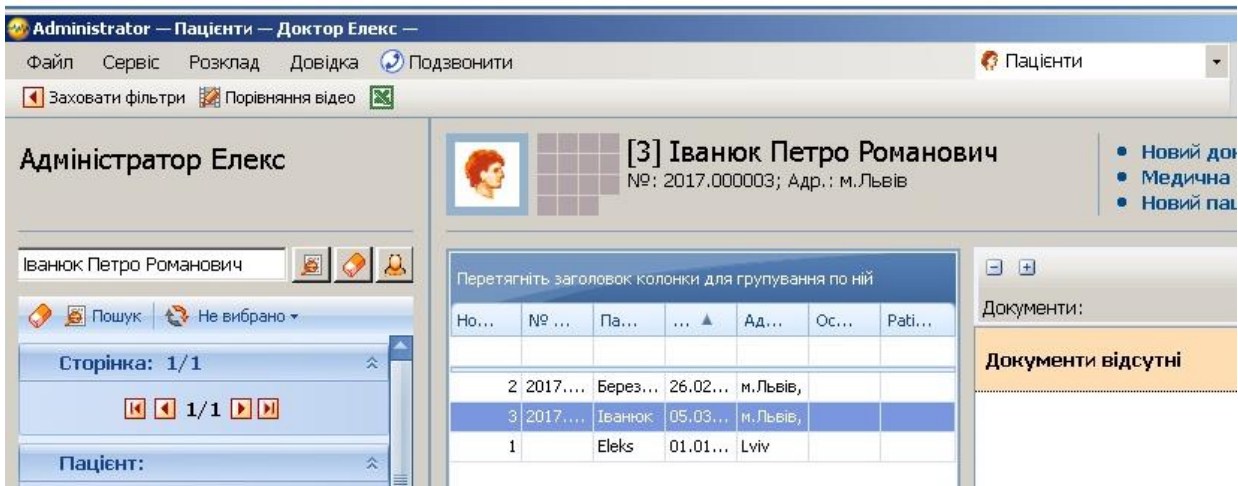 Administrator — Пацієнти — Доктор Елекс —
Файл Сервіс Розклад Довідка Подзвонити Пацієнти
Заховати фільтри Порівняння відео
Адміністратор Елекс
[3] Іванюк Петро Романович
№: 2017.000003; Адр.: м.Львів
Новий док
Медична
Новий пац
Іванюк Петро Романович
Пошук Не вибрано
Сторінка: 1/1
1/1
Пацієнт:
Перетягніть заголовок колонки для групування по ній
Но... № ... Па... ... Ад... Ос... Pati...
2 2017.... Берез... 26.02... м.Львів,
3 2017.... Іванюк 05.03... м.Львів,
1 Eleks 01.01... Lviv
Документи:
Документи відсутні